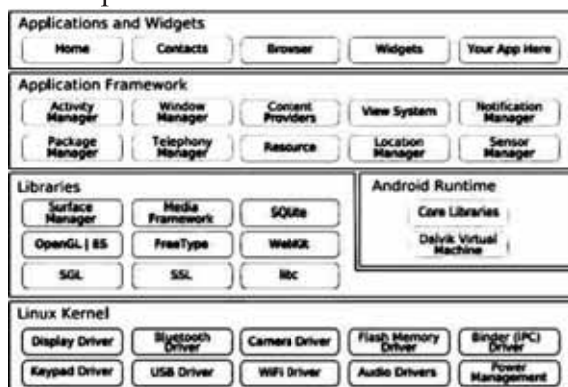 Applications and Widgets
Home Contacts Browser Widgets Your App Here
Application Framework
Activity Manager Window Manager Content Providers View System Notification Manager
Package Manager Telephony Manager Resource Location Manager Sensor Manager
Libraries Android Runtime
Surface Manager Media Framework SQLite Core Libraries
OpenGL | ES FreeType WebKit Dalvik Virtual Machine
SGL SSL libc
Linux Kernel
Display Driver Bluetooth Driver Camera Driver Flash Memory Driver Binder (IPC) Driver
Keypad Driver USB Driver WiFi Driver Audio Drivers Power Management